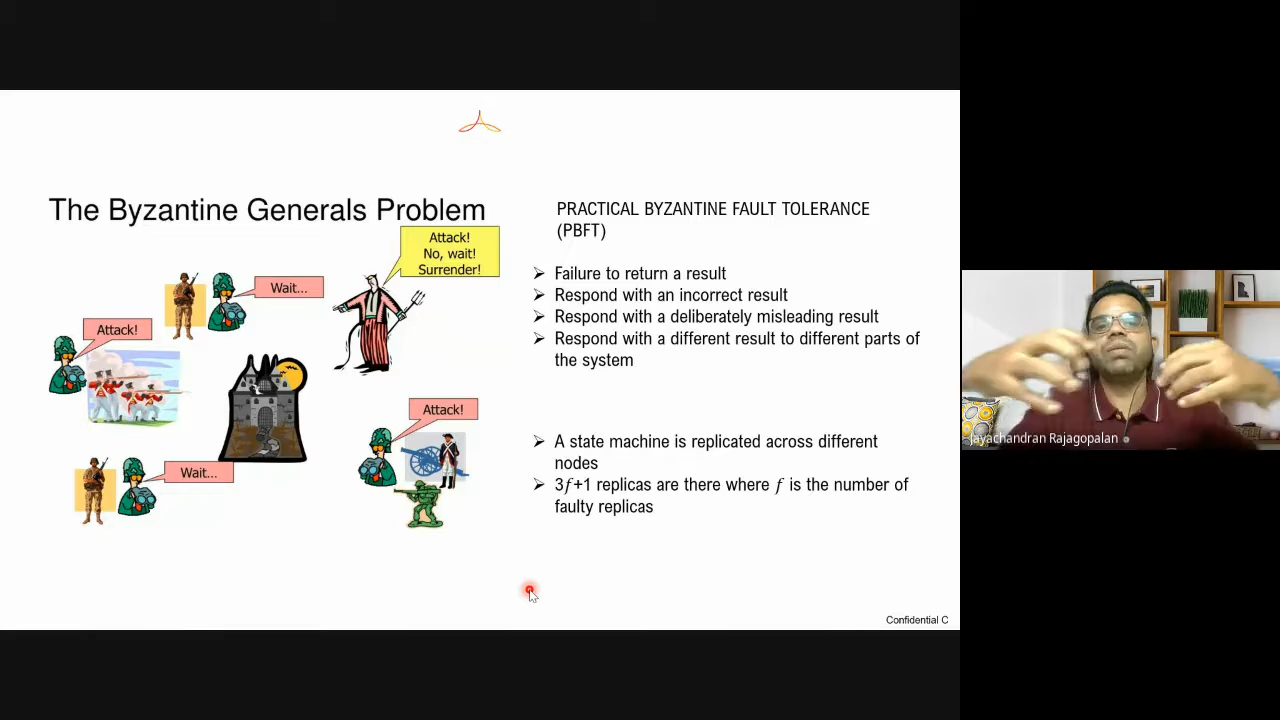 The Byzantine Generals Problem
Attack!
No, wait!
Surrender!
Wait...
Attack!
Attack!
Wait...
PRACTICAL BYZANTINE FAULT TOLERANCE
(PBFT)
➢ Failure to return a result
➢ Respond with an incorrect result
➢ Respond with a deliberately misleading result
➢ Respond with a different result to different parts of
the system
➢ A state machine is replicated across different
nodes
➢ 3𝑓+1 replicas are there where 𝑓 is the number of
faulty replicas
Confidential C
Jayachandran Rajagopalan